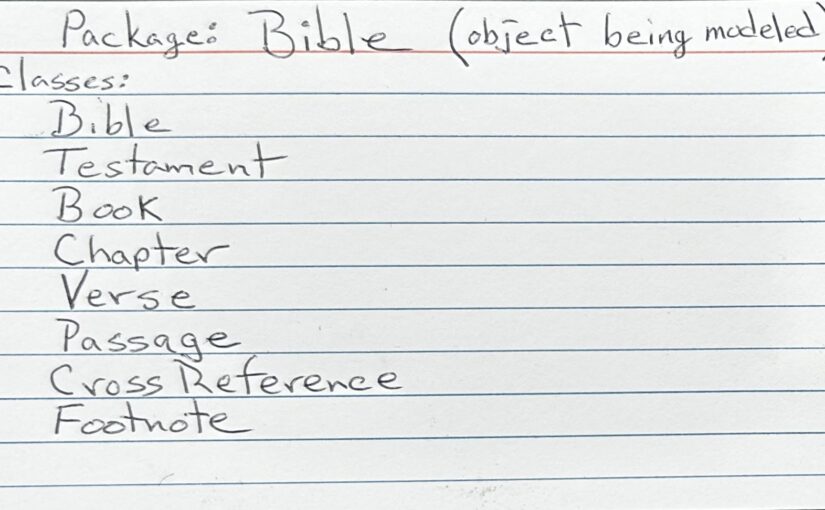 Package: Bible (object being modeled)
Classes:
Bible
Testament
Book
Chapter
Verse
Passage
Cross Reference
Footnote